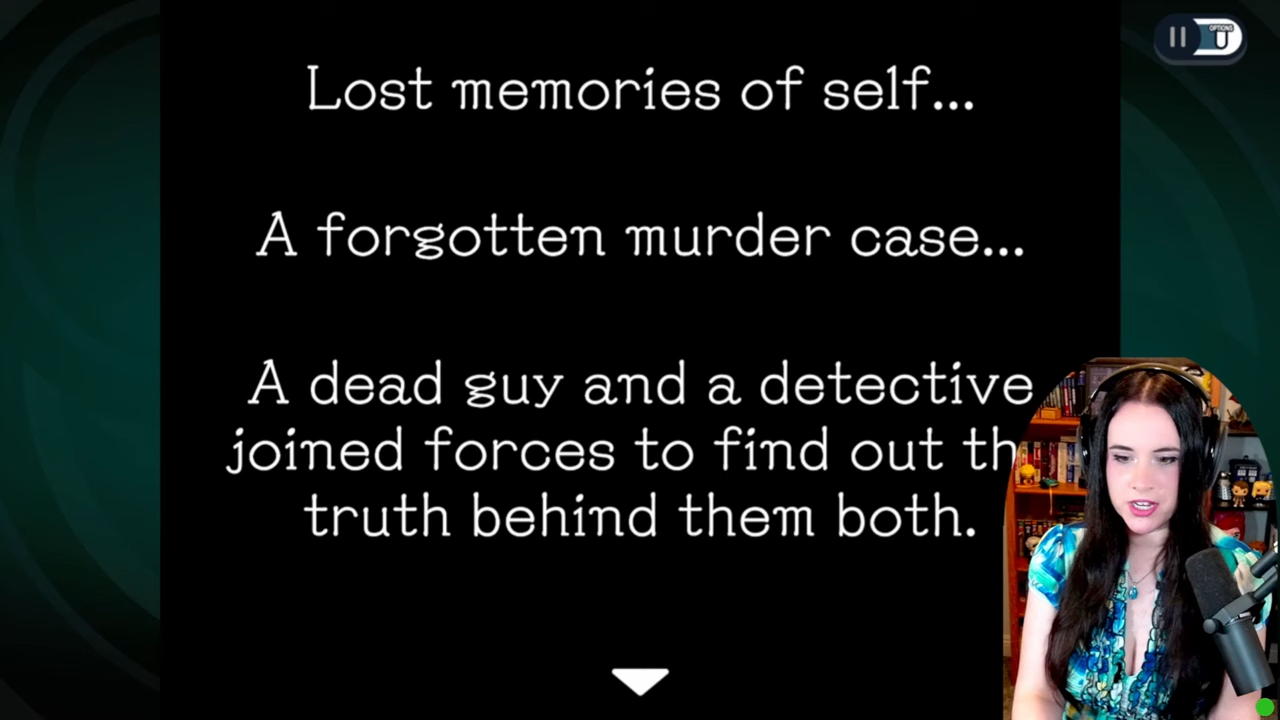 OPTIONS
Lost memories of self...
A forgotten murder case...
A dead guy and a detective
joined forces to find out
truth behind them both.